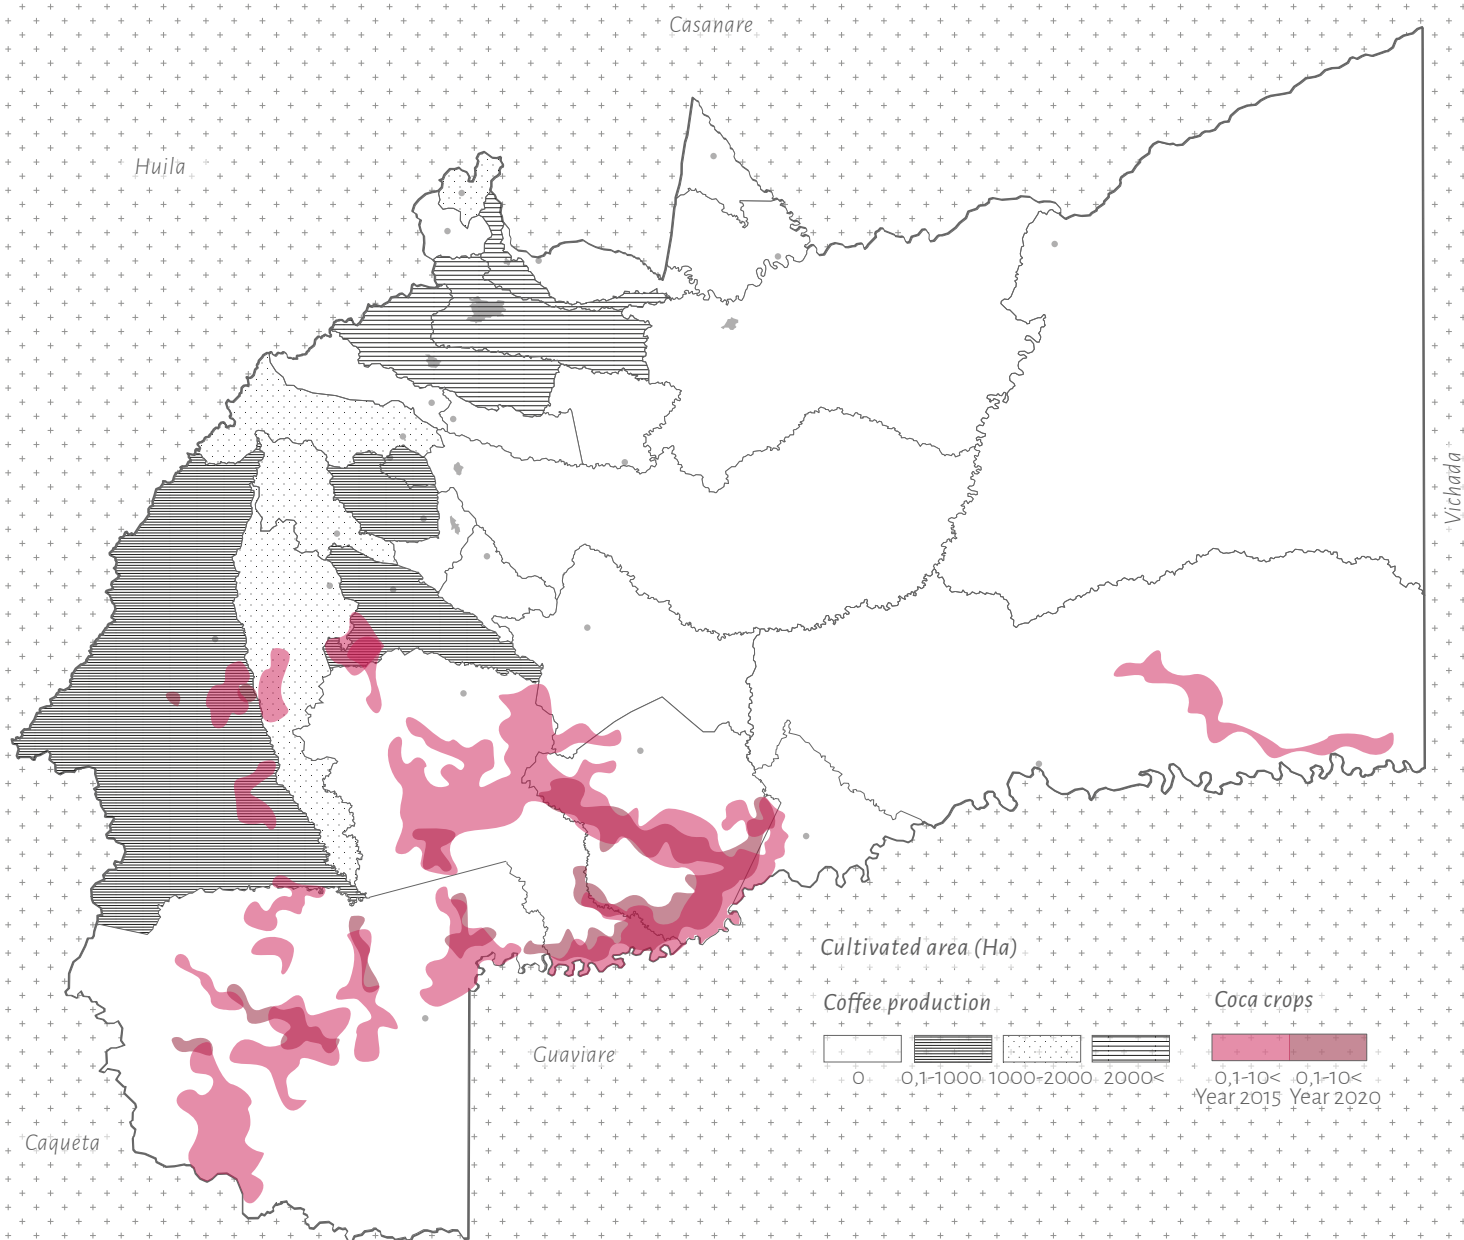 Casanare
Huila
Vichada
Cultivated area (Ha)
Coffee production
Coca crops
Guaviare
0
0,1-1000
1000-2000
2000<
0,1-10<
Year 2015
0,1-10<
Year 2020
Caqueta